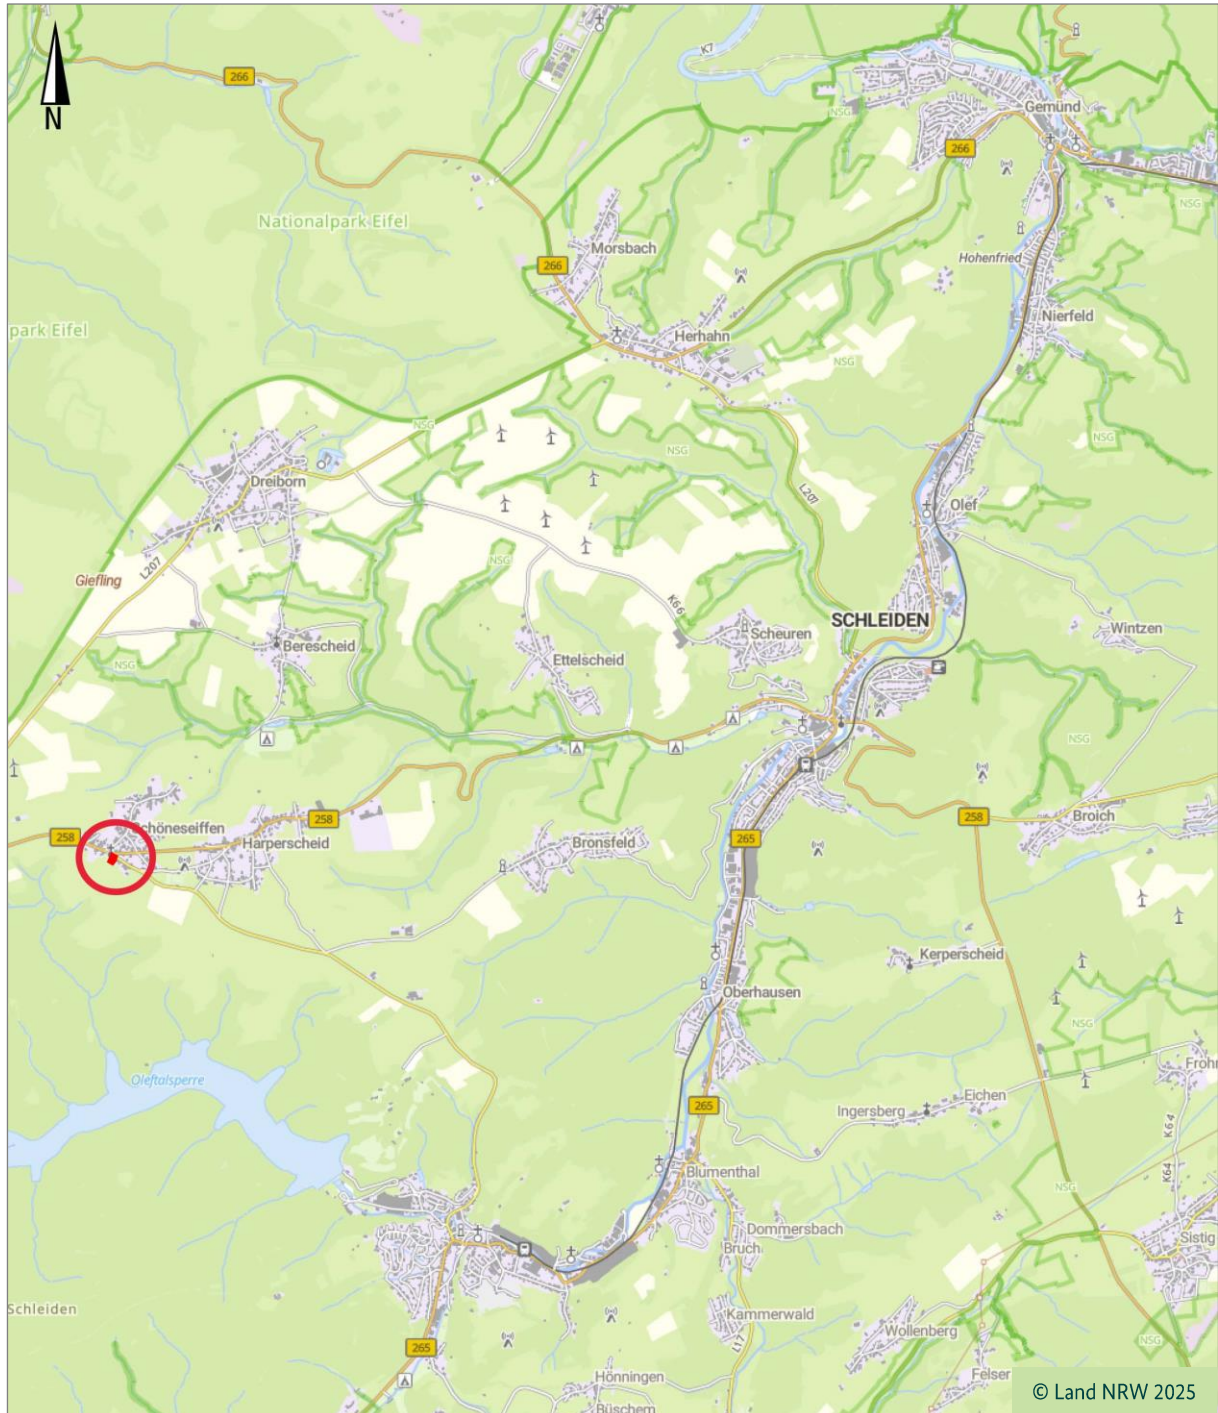 K7
266
Gemünd
NSG
266
N
NSG
Nationalpark Eifel
Morsbach
Hohenfried
266
Nierfeld
park Eifel
Herhahn
NSG
NSG
NSG
NSG
Dreiborn
L207
Olef
NSG
L207
Giefling
K66
SCHLEIDEN
Wintzen
Scheuren
Berescheid
Ettelscheid
NSG
NSG
258
258
Broich
258
Schöneseiffen
Harperscheid
Bronsfeld
265
Kerperscheid
Oberhausen
NSG
Frohn
Oleftalsperre
Eichen
265
Ingersberg
K64
Blumenthal
K64
NSG
Dommersbach
Sistig
Bruch
Schleiden
Kammerwald
Wollenberg
NSG
L17
265
Hönningen
Felser
© Land NRW 2025
Büschem